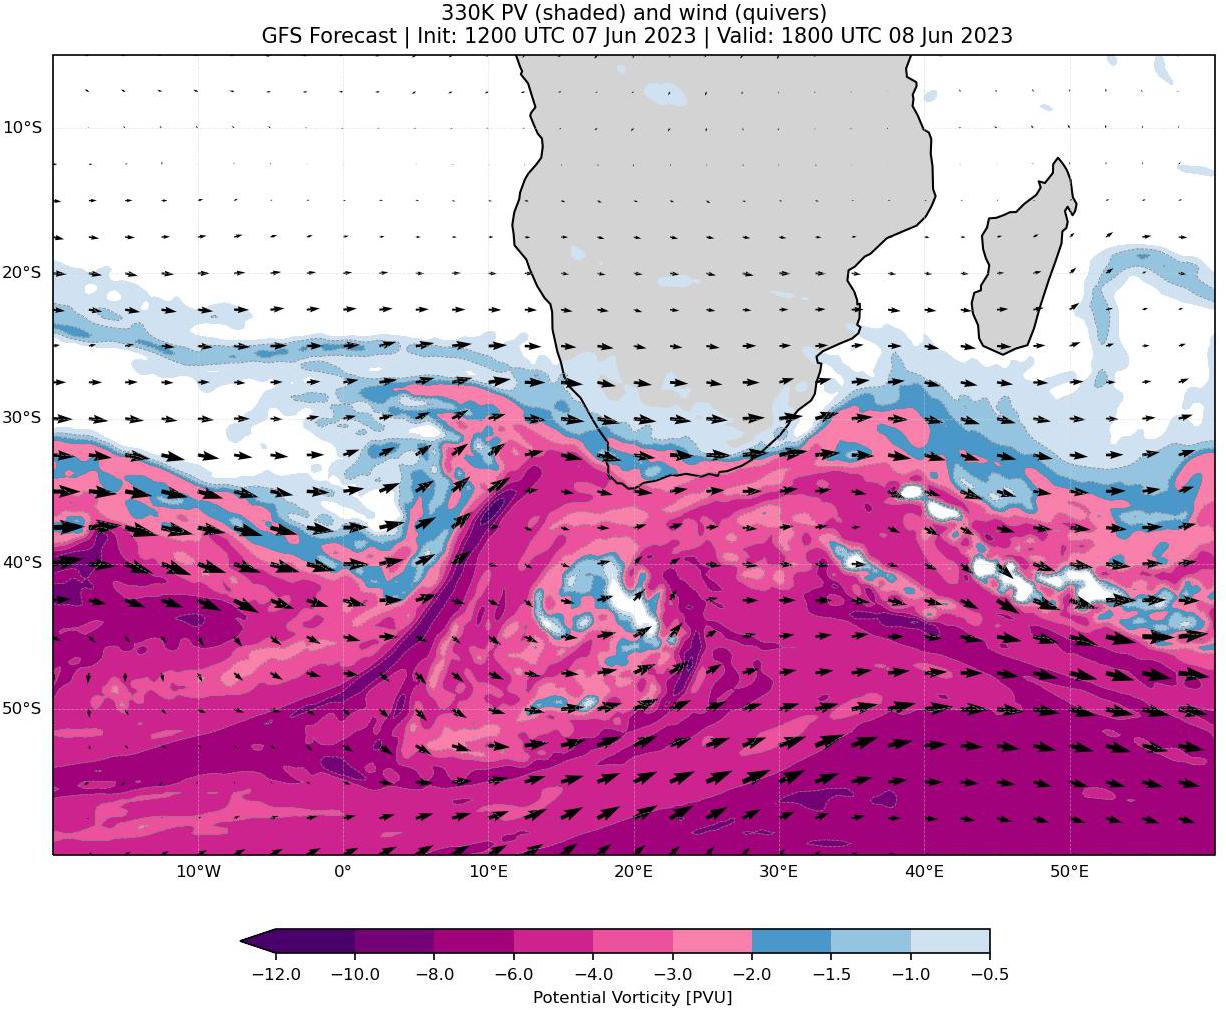 330K PV (shaded) and wind (quivers)
GFS Forecast | Init: 1200 UTC 07 Jun 2023 | Valid: 1800 UTC 08 Jun 2023
10°S
20°S
30°S
40°S
50°S
10°W 0° 10°E 20°E 30°E 40°E 50°E
−12.0 −10.0 −8.0 −6.0 −4.0 −3.0 −2.0 −1.5 −1.0 −0.5
Potential Vorticity [PVU]